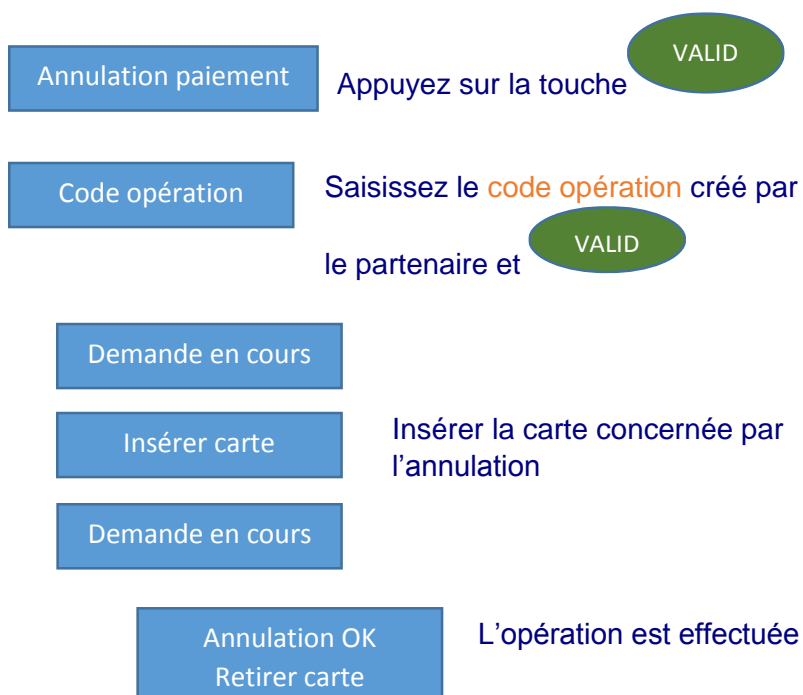 Annulation paiement Appuyez sur la touche VALID
Code opération Saisissez le code opération créé par
le partenaire et VALID
Demande en cours
Insérer carte Insérer la carte concernée par
l’annulation
Demande en cours
Annulation OK L’opération est effectuée
Retirer carte